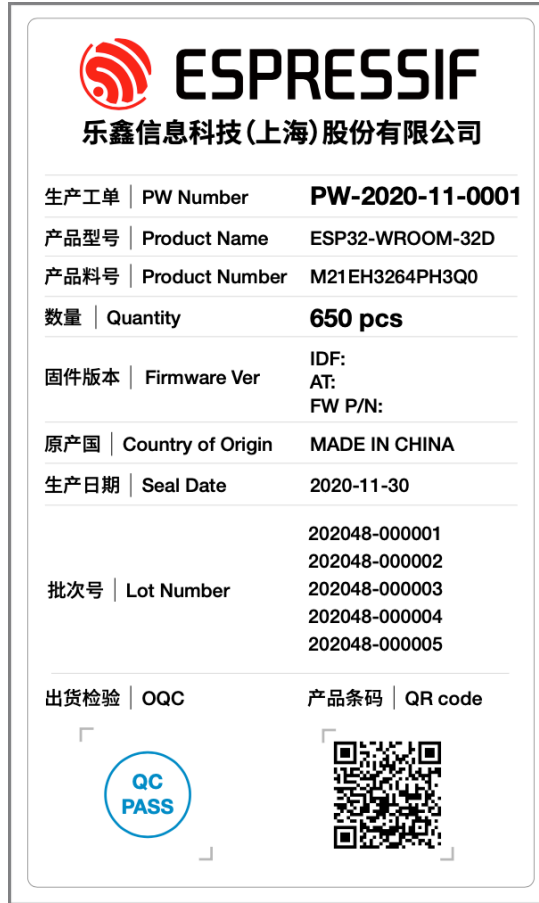 ESPRESSIF
乐鑫信息科技(上海)股份有限公司
生产工单 | PW Number PW-2020-11-0001
产品型号 | Product Name ESP32-WROOM-32D
产品料号 | Product Number M21EH3264PH3Q0
数量 | Quantity 650 pcs
固件版本 | Firmware Ver IDF:
AT:
FW P/N:
原产国 | Country of Origin MADE IN CHINA
生产日期 | Seal Date 2020-11-30
批次号 | Lot Number 202048-000001
202048-000002
202048-000003
202048-000004
202048-000005
出货检验 | OQC 产品条码 | QR code
QC
PASS